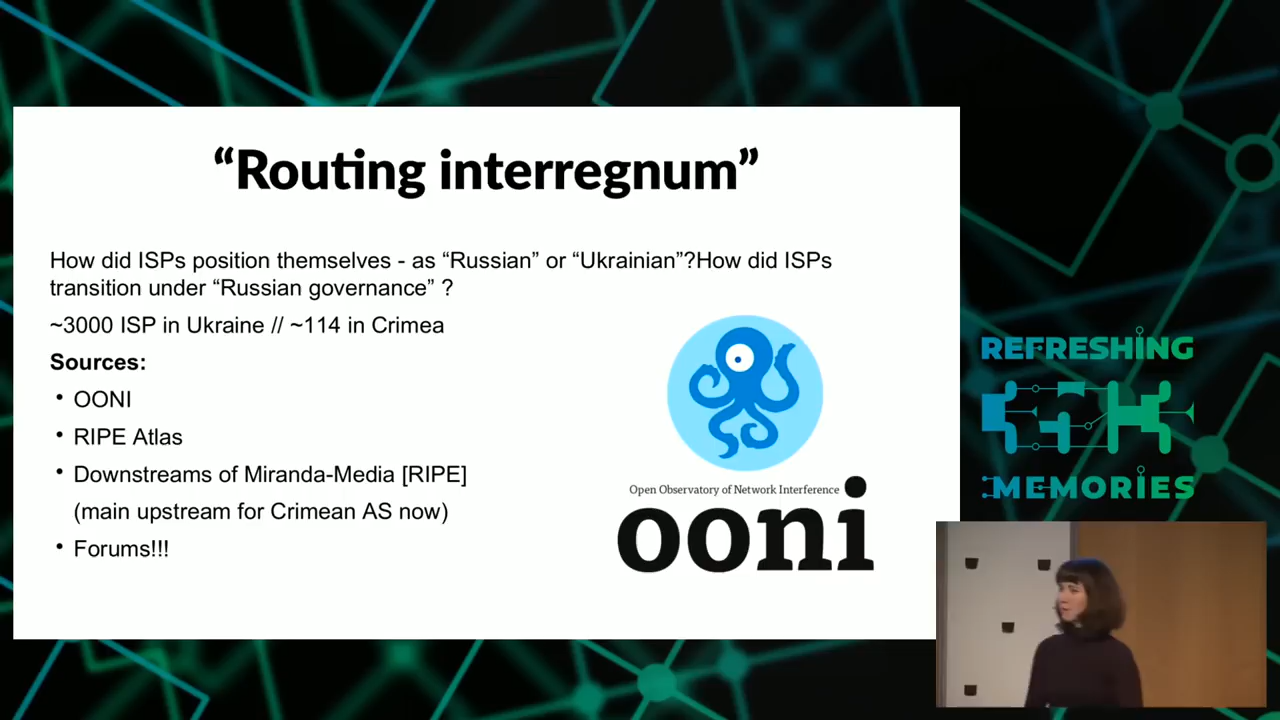 “Routing interregnum”
How did ISPs position themselves - as “Russian” or “Ukrainian”?How did ISPs
transition under “Russian governance” ?
~3000 ISP in Ukraine // ~114 in Crimea
Sources:
• OONI
• RIPE Atlas
• Downstreams of Miranda-Media [RIPE]
(main upstream for Crimean AS now)
• Forums!!!
Open Observatory of Network Interference
ooni
REFRESHING
MEMORIES